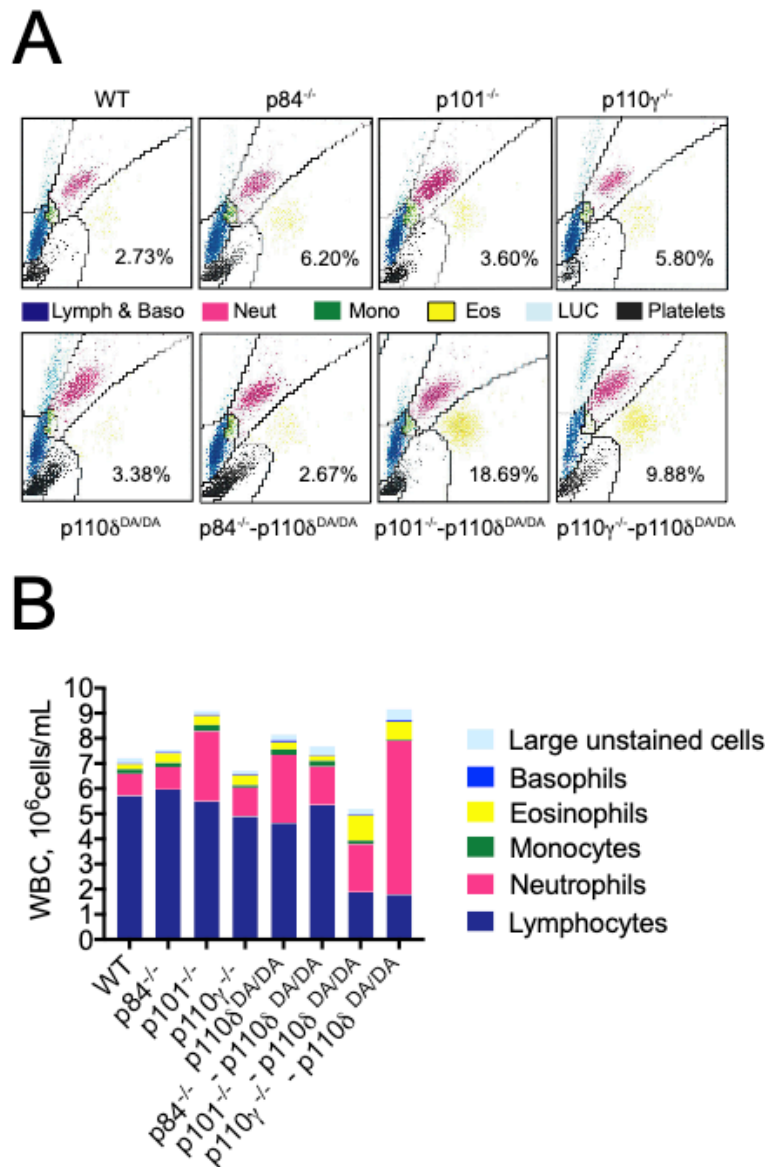 A
WT p84⁻/⁻ p101⁻/⁻ p110γ⁻/⁻
2.73% 6.20% 3.60% 5.80%
Lymph & Baso Neut Mono Eos LUC Platelets
3.38% 2.67% 18.69% 9.88%
p110δDA/DA p84⁻/⁻-p110δDA/DA p101⁻/⁻-p110δDA/DA p110γ⁻/⁻-p110δDA/DA
B
WBC, 10⁶cells/mL
10
9
8
7
6
5
4
3
2
1
0
Large unstained cells
Basophils
Eosinophils
Monocytes
Neutrophils
Lymphocytes
WT
p84⁻/⁻
p101⁻/⁻
p110γ⁻/⁻
p110δDA/DA
p84⁻/⁻ - p110δ DA/DA
p101⁻/⁻ - p110δ DA/DA
p110γ⁻/⁻ - p110δ DA/DA